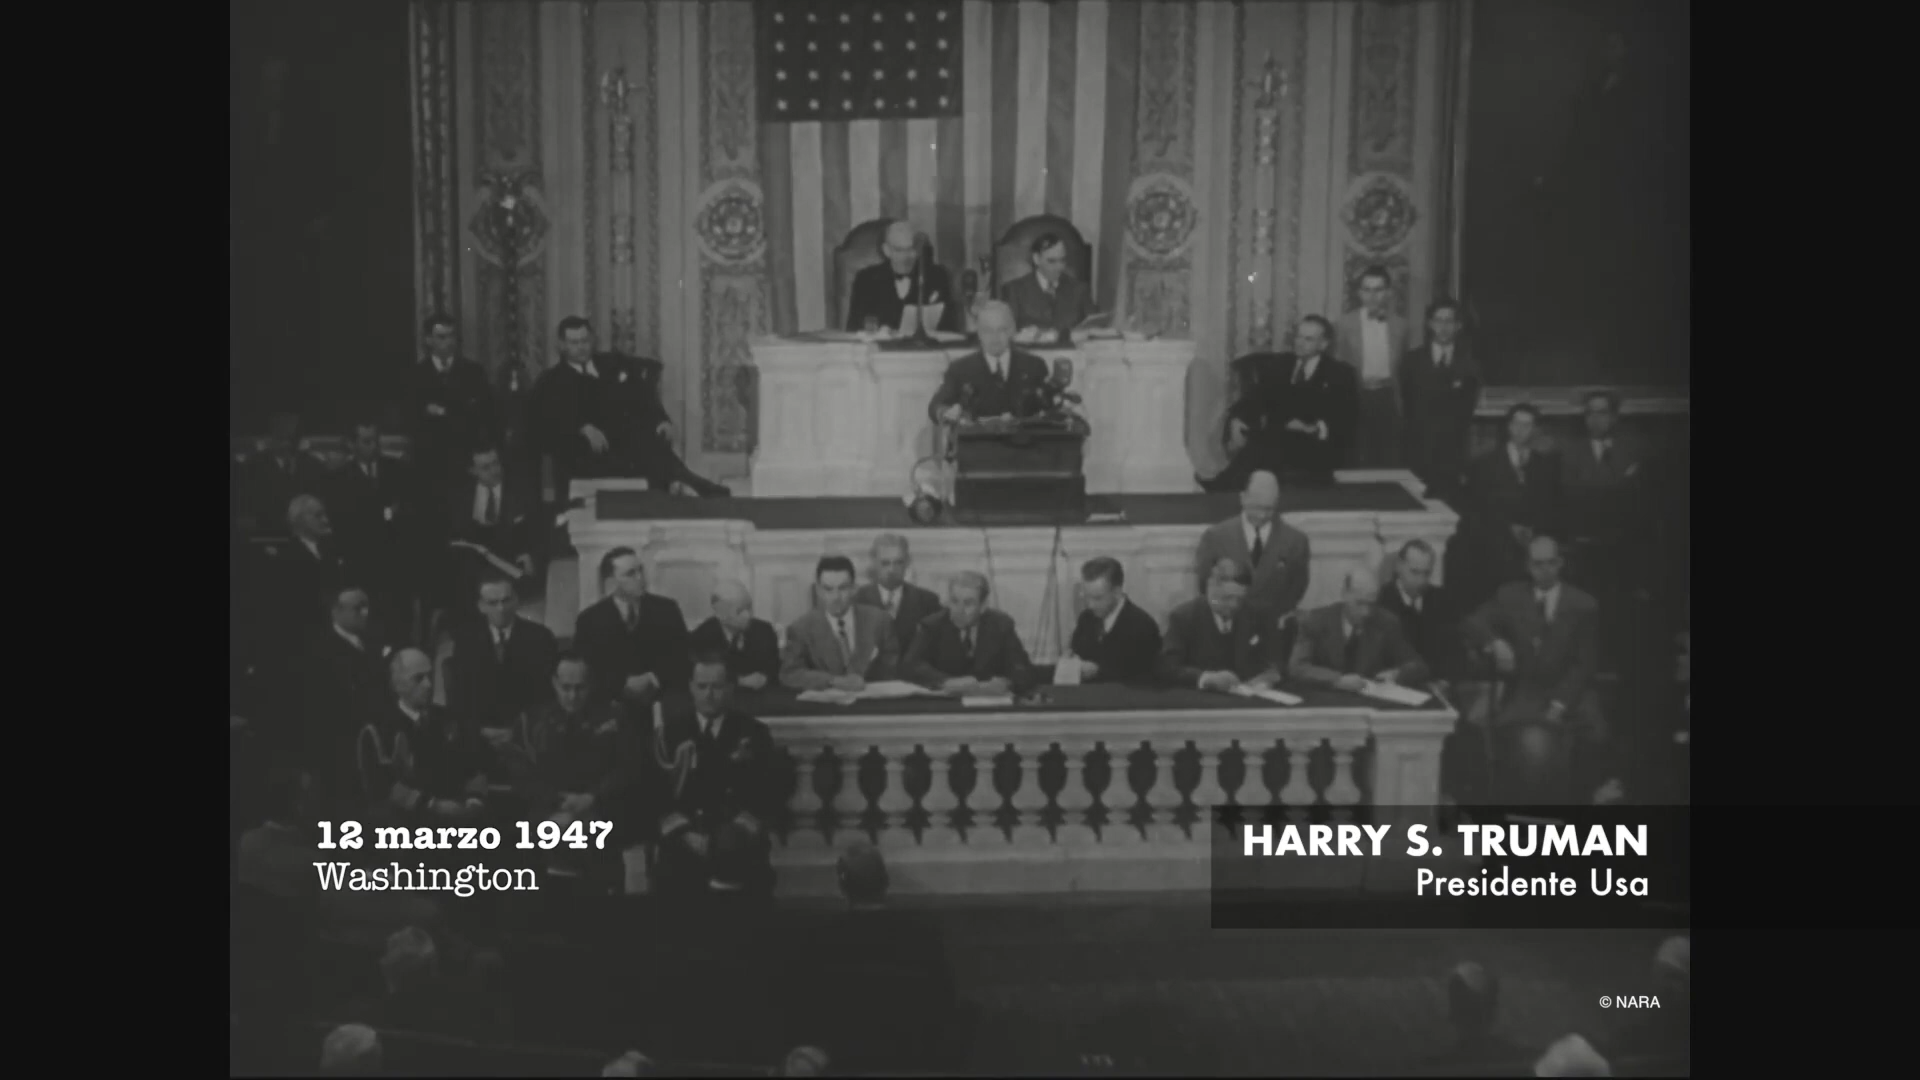 12 marzo 1947
Washington
HARRY S. TRUMAN
Presidente Usa
© NARA